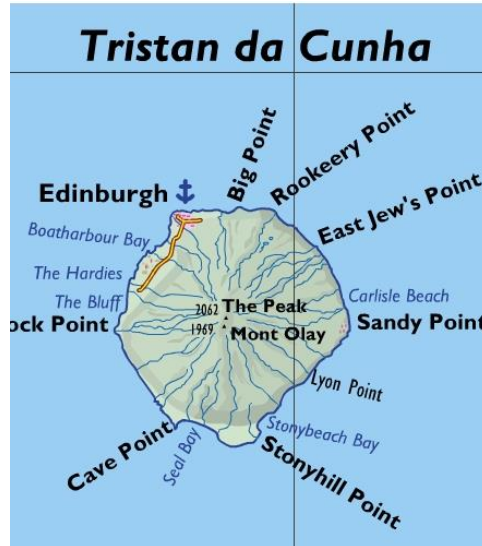 Tristan da Cunha
Big Point
Rookeery Point
Edinburgh
East Jew's Point
Boatharbour Bay
The Hardies
Carlisle Beach
The Bluff
2062 The Peak
ock Point
Sandy Point
1969 Mont Olay
Lyon Point
Cave Point
Seal Bay
Stonybeach Bay
Stonyhill Point